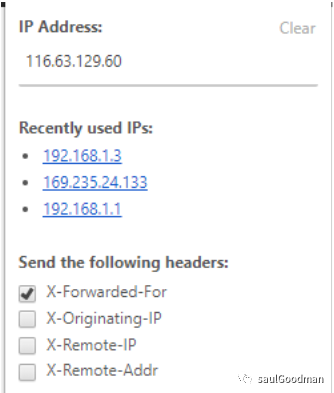 IP Address:
Clear
116.63.129.60
Recently used IPs:
192.168.1.3
169.235.24.133
192.168.1.1
Send the following headers:
X-Forwarded-For
X-Originating-IP
X-Remote-IP
X-Remote-Addr
saulGoodman